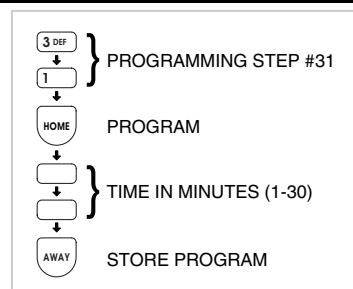 3 DEF
1
PROGRAMMING STEP #31
HOME
PROGRAM
TIME IN MINUTES (1-30)
AWAY
STORE PROGRAM